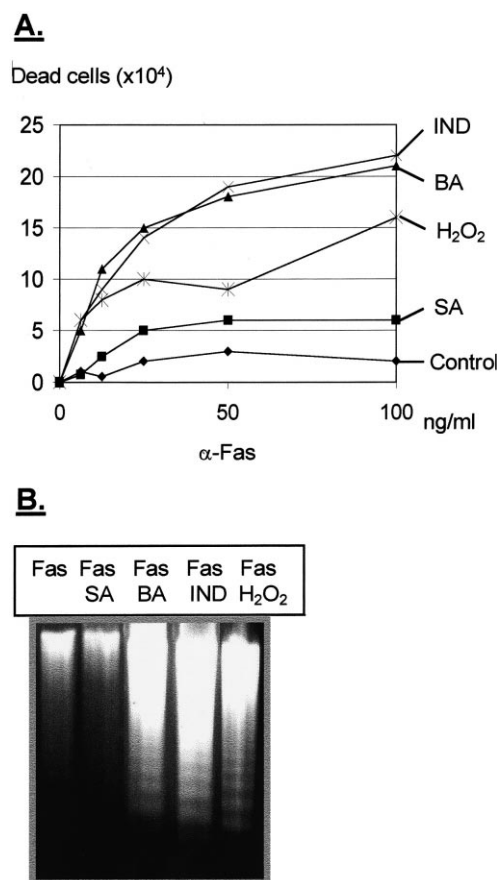 A.
Dead cells (x10⁴)
25
20
15
10
5
0
0
50
100
ng/ml
α-Fas
IND
BA
H₂O₂
SA
Control
B.
Fas Fas Fas Fas Fas
SA BA IND H₂O₂